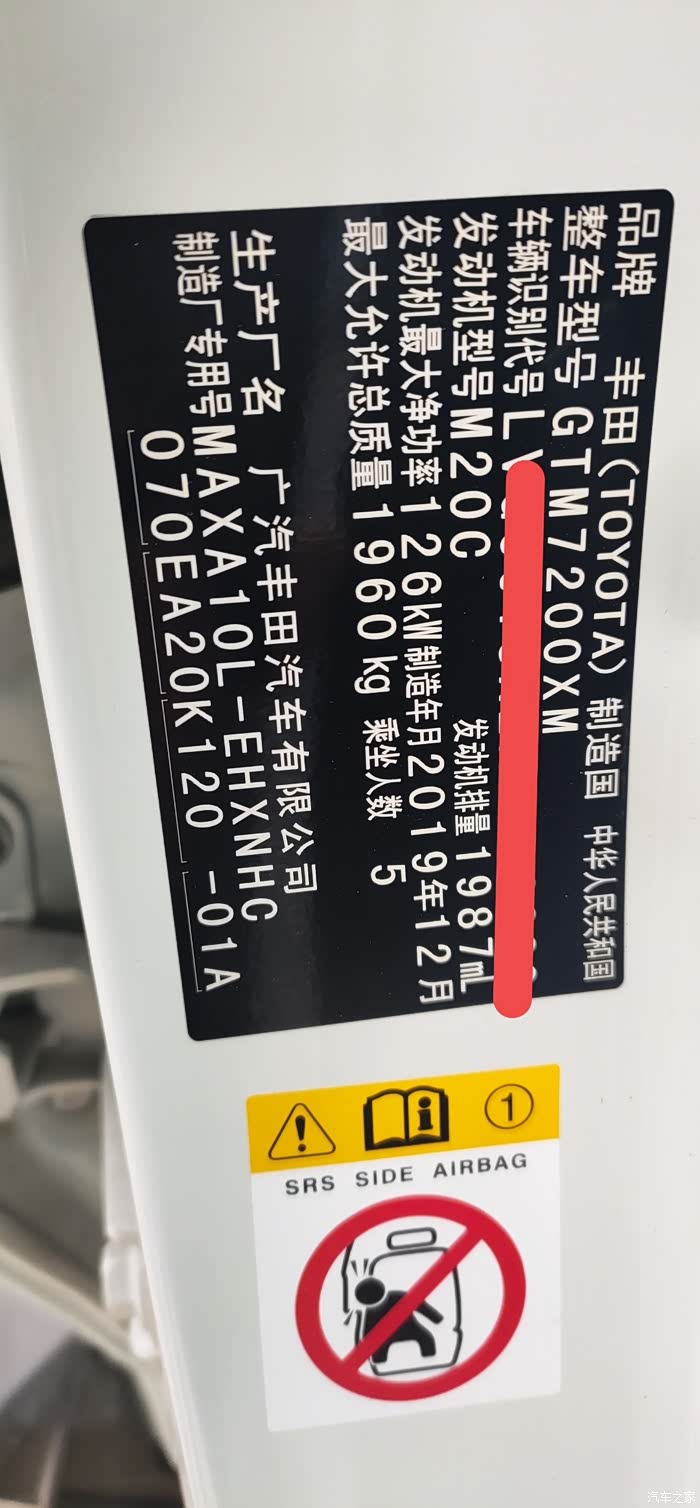 品牌 丰田(TOYOTA) 制造国 中华人民共和国
整车型号 GTM7200XM
车辆识别代号 L
发动机型号 M20C 发动机排量 1987mL
发动机最大净功率 126kW 制造年月 2019年12月
最大允许总质量 1960kg 乘坐人数 5
生产厂名 广汽丰田汽车有限公司
制造厂专用号 MAXA10L-EHXNHC
070EA20K120 -01A
1
SRS SIDE AIRBAG
汽车之家